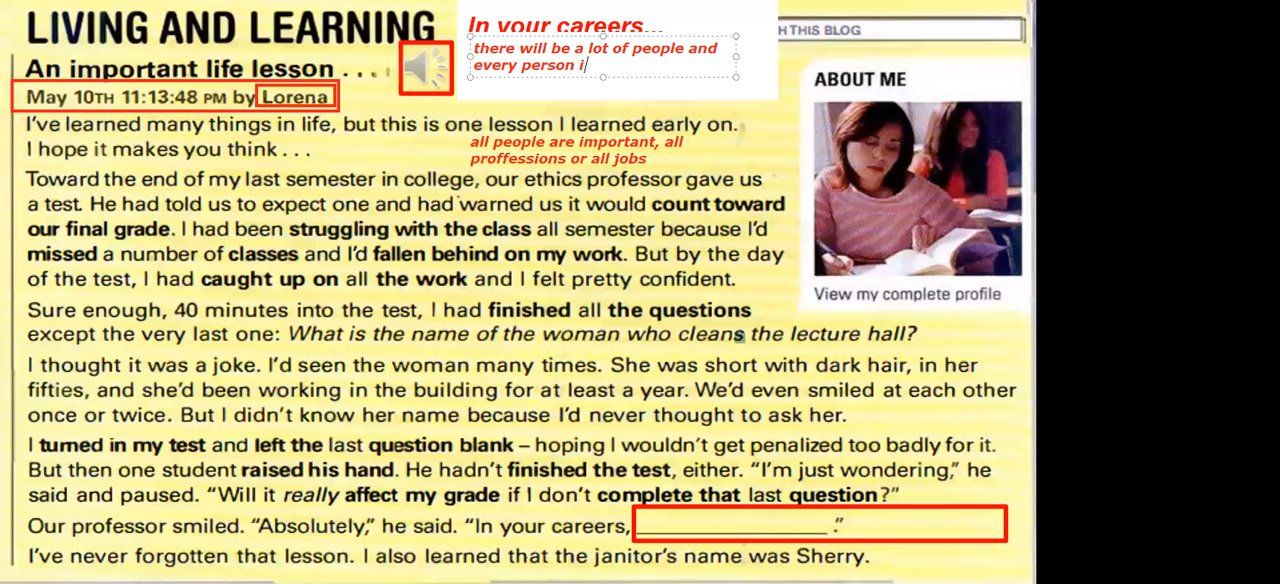 LIVING AND LEARNING
In your careers...
H THIS BLOG
there will be a lot of people and
every person i
An important life lesson . . .
May 10TH 11:13:48 PM by Lorena
ABOUT ME
I've learned many things in life, but this is one lesson I learned early on.
I hope it makes you think . . .
all people are important, all
proffessions or all jobs
Toward the end of my last semester in college, our ethics professor gave us
a test. He had told us to expect one and had warned us it would count toward
our final grade. I had been struggling with the class all semester because I'd
missed a number of classes and I'd fallen behind on my work. But by the day
of the test, I had caught up on all the work and I felt pretty confident.
View my complete profile
Sure enough, 40 minutes into the test, I had finished all the questions
except the very last one: What is the name of the woman who cleans the lecture hall?
I thought it was a joke. I'd seen the woman many times. She was short with dark hair, in her
fifties, and she'd been working in the building for at least a year. We'd even smiled at each other
once or twice. But I didn't know her name because I'd never thought to ask her.
I turned in my test and left the last question blank – hoping I wouldn't get penalized too badly for it.
But then one student raised his hand. He hadn't finished the test, either. "I'm just wondering," he
said and paused. "Will it really affect my grade if I don't complete that last question?"
Our professor smiled. "Absolutely," he said. "In your careers, ________________ ."
I've never forgotten that lesson. I also learned that the janitor's name was Sherry.